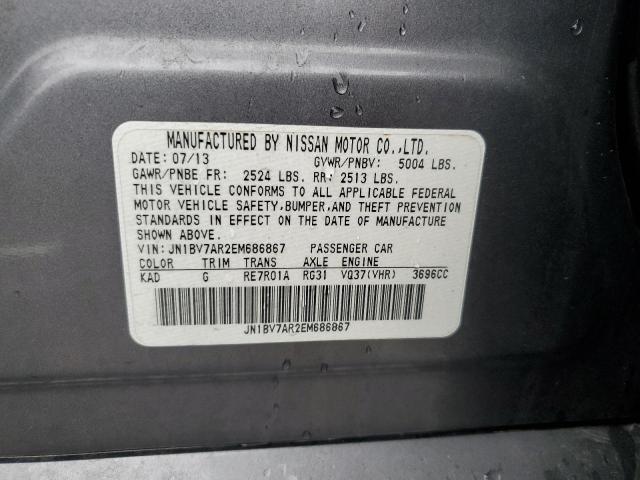 MANUFACTURED BY NISSAN MOTOR CO.,LTD.
DATE: 07/13 GVWR/PNBV: 5004 LBS.
GAWR/PNBE FR: 2524 LBS. RR: 2513 LBS.
THIS VEHICLE CONFORMS TO ALL APPLICABLE FEDERAL
MOTOR VEHICLE SAFETY,BUMPER,AND THEFT PREVENTION
STANDARDS IN EFFECT ON THE DATE OF MANUFACTURE
SHOWN ABOVE.
VIN: JN1BV7AR2EM686867 PASSENGER CAR
COLOR TRIM TRANS AXLE ENGINE
KAD G RE7R01A RG31 VQ37(VHR) 3696CC
JN1BV7AR2EM686867